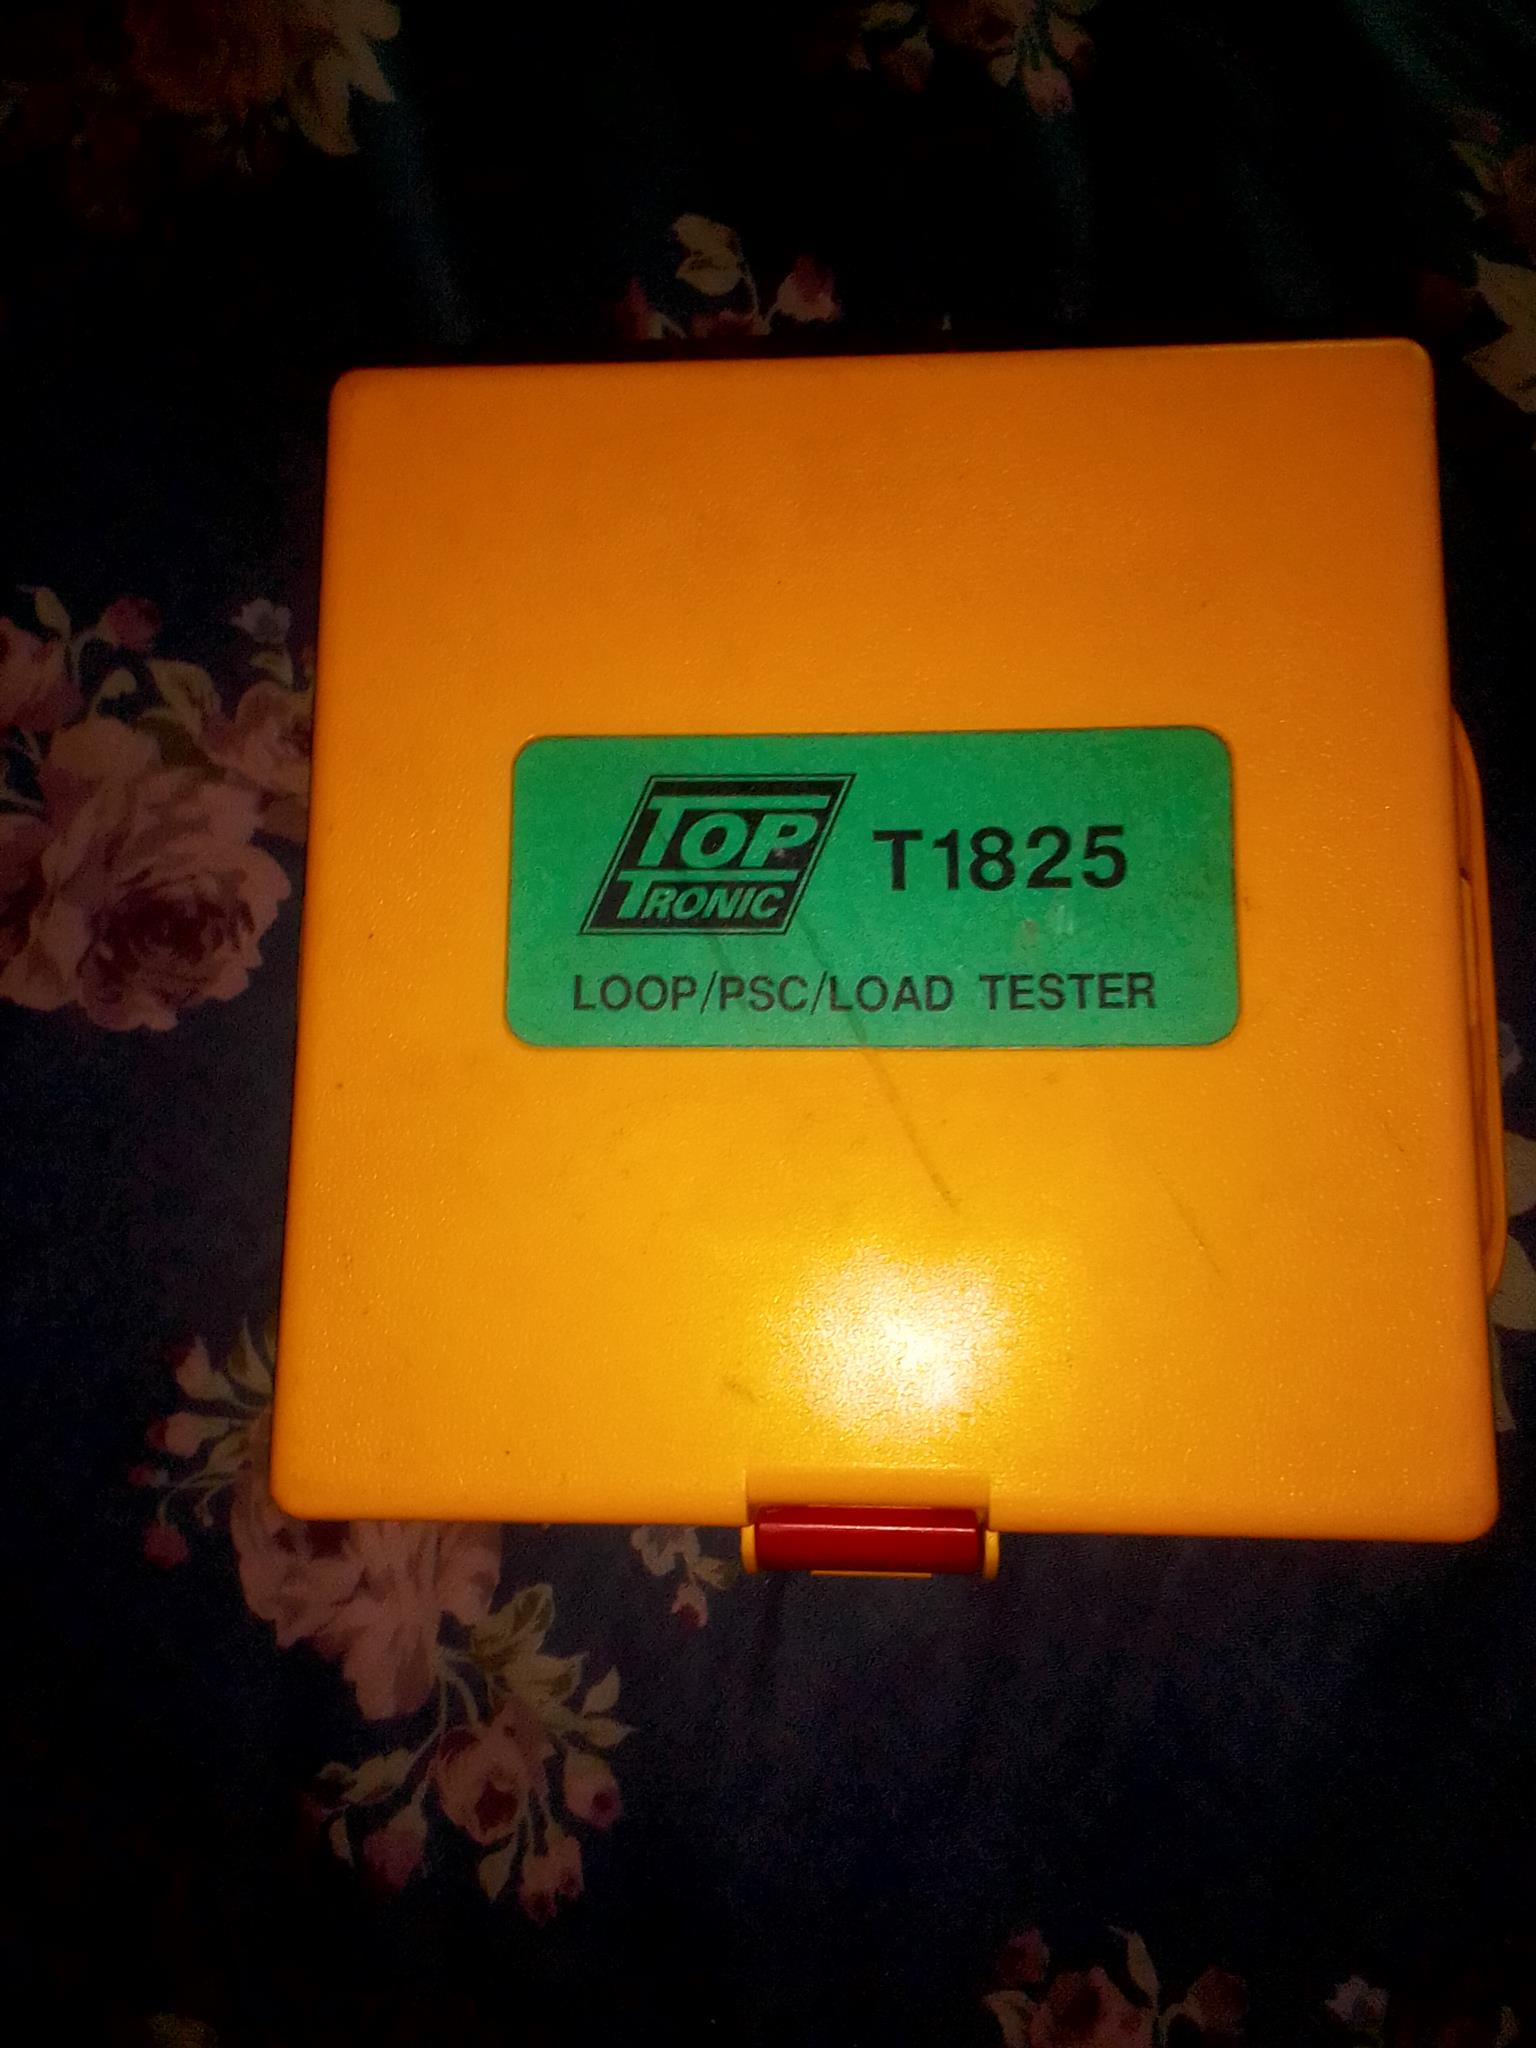 TOP
TRONIC
T1825
LOOP/PSC/LOAD TESTER